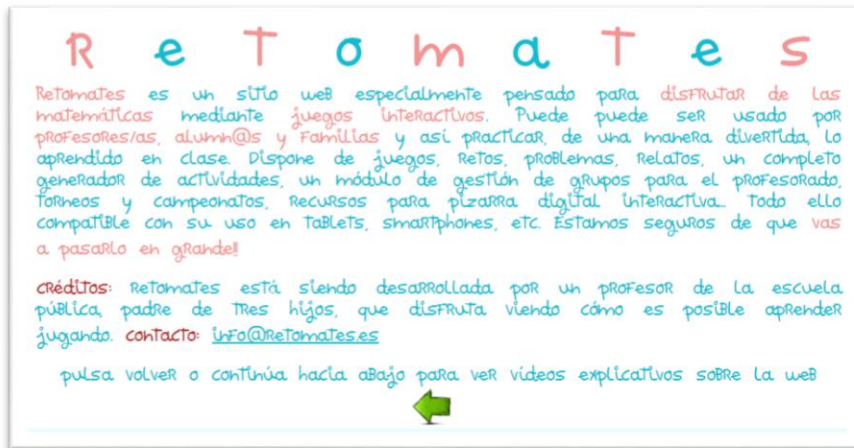 Retomates
Retomates es un sitio web especialmente pensado para disfrutar de las
matemáticas mediante juegos interactivos. Puede puede ser usado por
profesores/as, alumn@s y familias y así practicar, de una manera divertida, lo
aprendido en clase. Dispone de juegos, retos, problemas, relatos, un completo
generador de actividades, un módulo de gestión de grupos para el profesorado,
torneos y campeonatos, recursos para pizarra digital interactiva... todo ello
compatible con su uso en tablets, smartphones, etc. Estamos seguros de que vas
a pasarlo en grande!!
créditos: Retomates está siendo desarrollada por un profesor de la escuela
pública, padre de tres hijos, que disfruta viendo cómo es posible aprender
jugando. contacto: info@retomates.es
pulsa volver o continúa hacia abajo para ver vídeos explicativos sobre la web